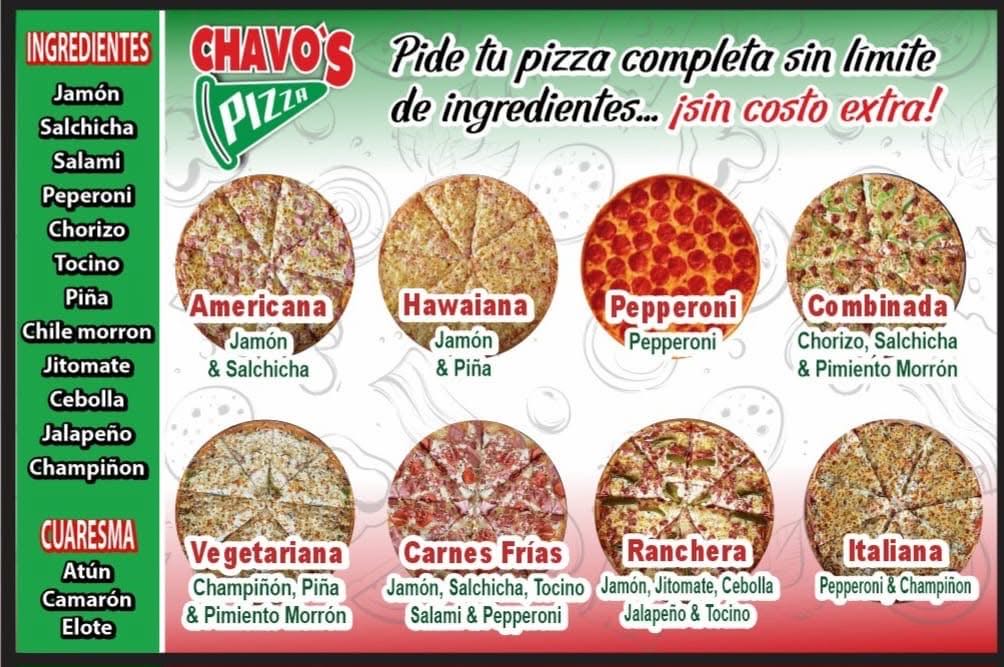 INGREDIENTES
Jamón
Salchicha
Salami
Peperoni
Chorizo
Tocino
Piña
Chile morron
Jitomate
Cebolla
Jalapeño
Champiñon
CUARESMA
Atún
Camarón
Elote
CHAVO'S
PIZZA
Pide tu pizza completa sin límite
de ingredientes... ¡sin costo extra!
Americana
Jamón
& Salchicha
Hawaiana
Jamón
& Piña
Pepperoni
Pepperoni
Combinada
Chorizo, Salchicha
& Pimiento Morrón
Vegetariana
Champiñón, Piña
& Pimiento Morrón
Carnes Frías
Jamón, Salchicha, Tocino
Salami & Pepperoni
Ranchera
Jamón, Jitomate, Cebolla
Jalapeño & Tocino
Italiana
Pepperoni & Champiñon